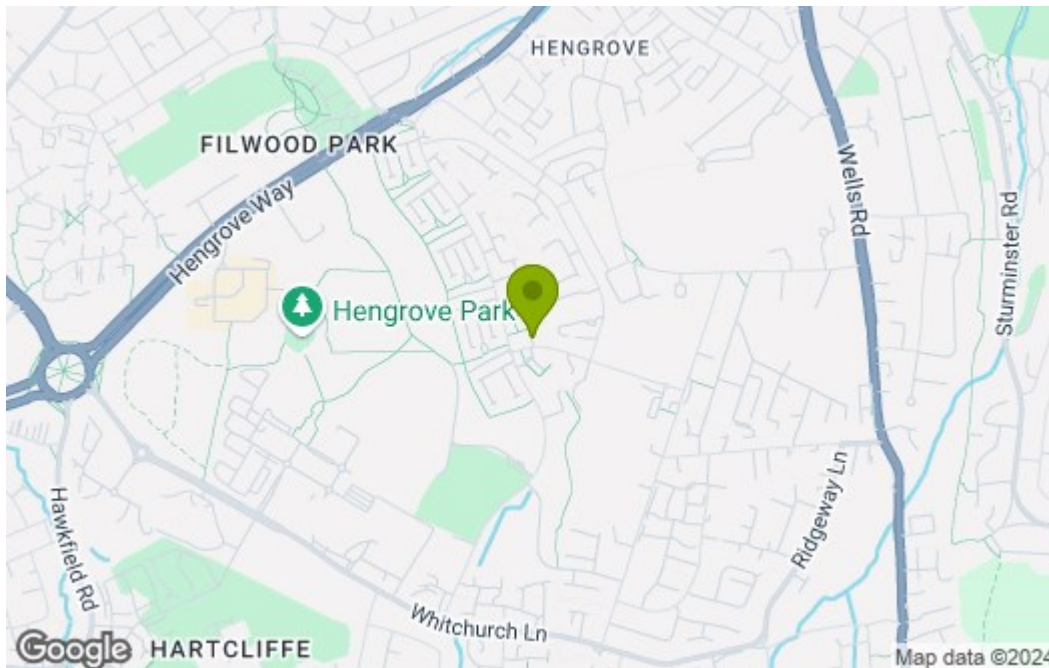 HENGROVE
FILWOOD PARK
Hengrove Way
Wells Rd
Sturminster Rd
Hengrove Park
Hawkfield Rd
Ridgeway Ln
Whitchurch Ln
HARTCLIFFE
Google
Map data ©2024